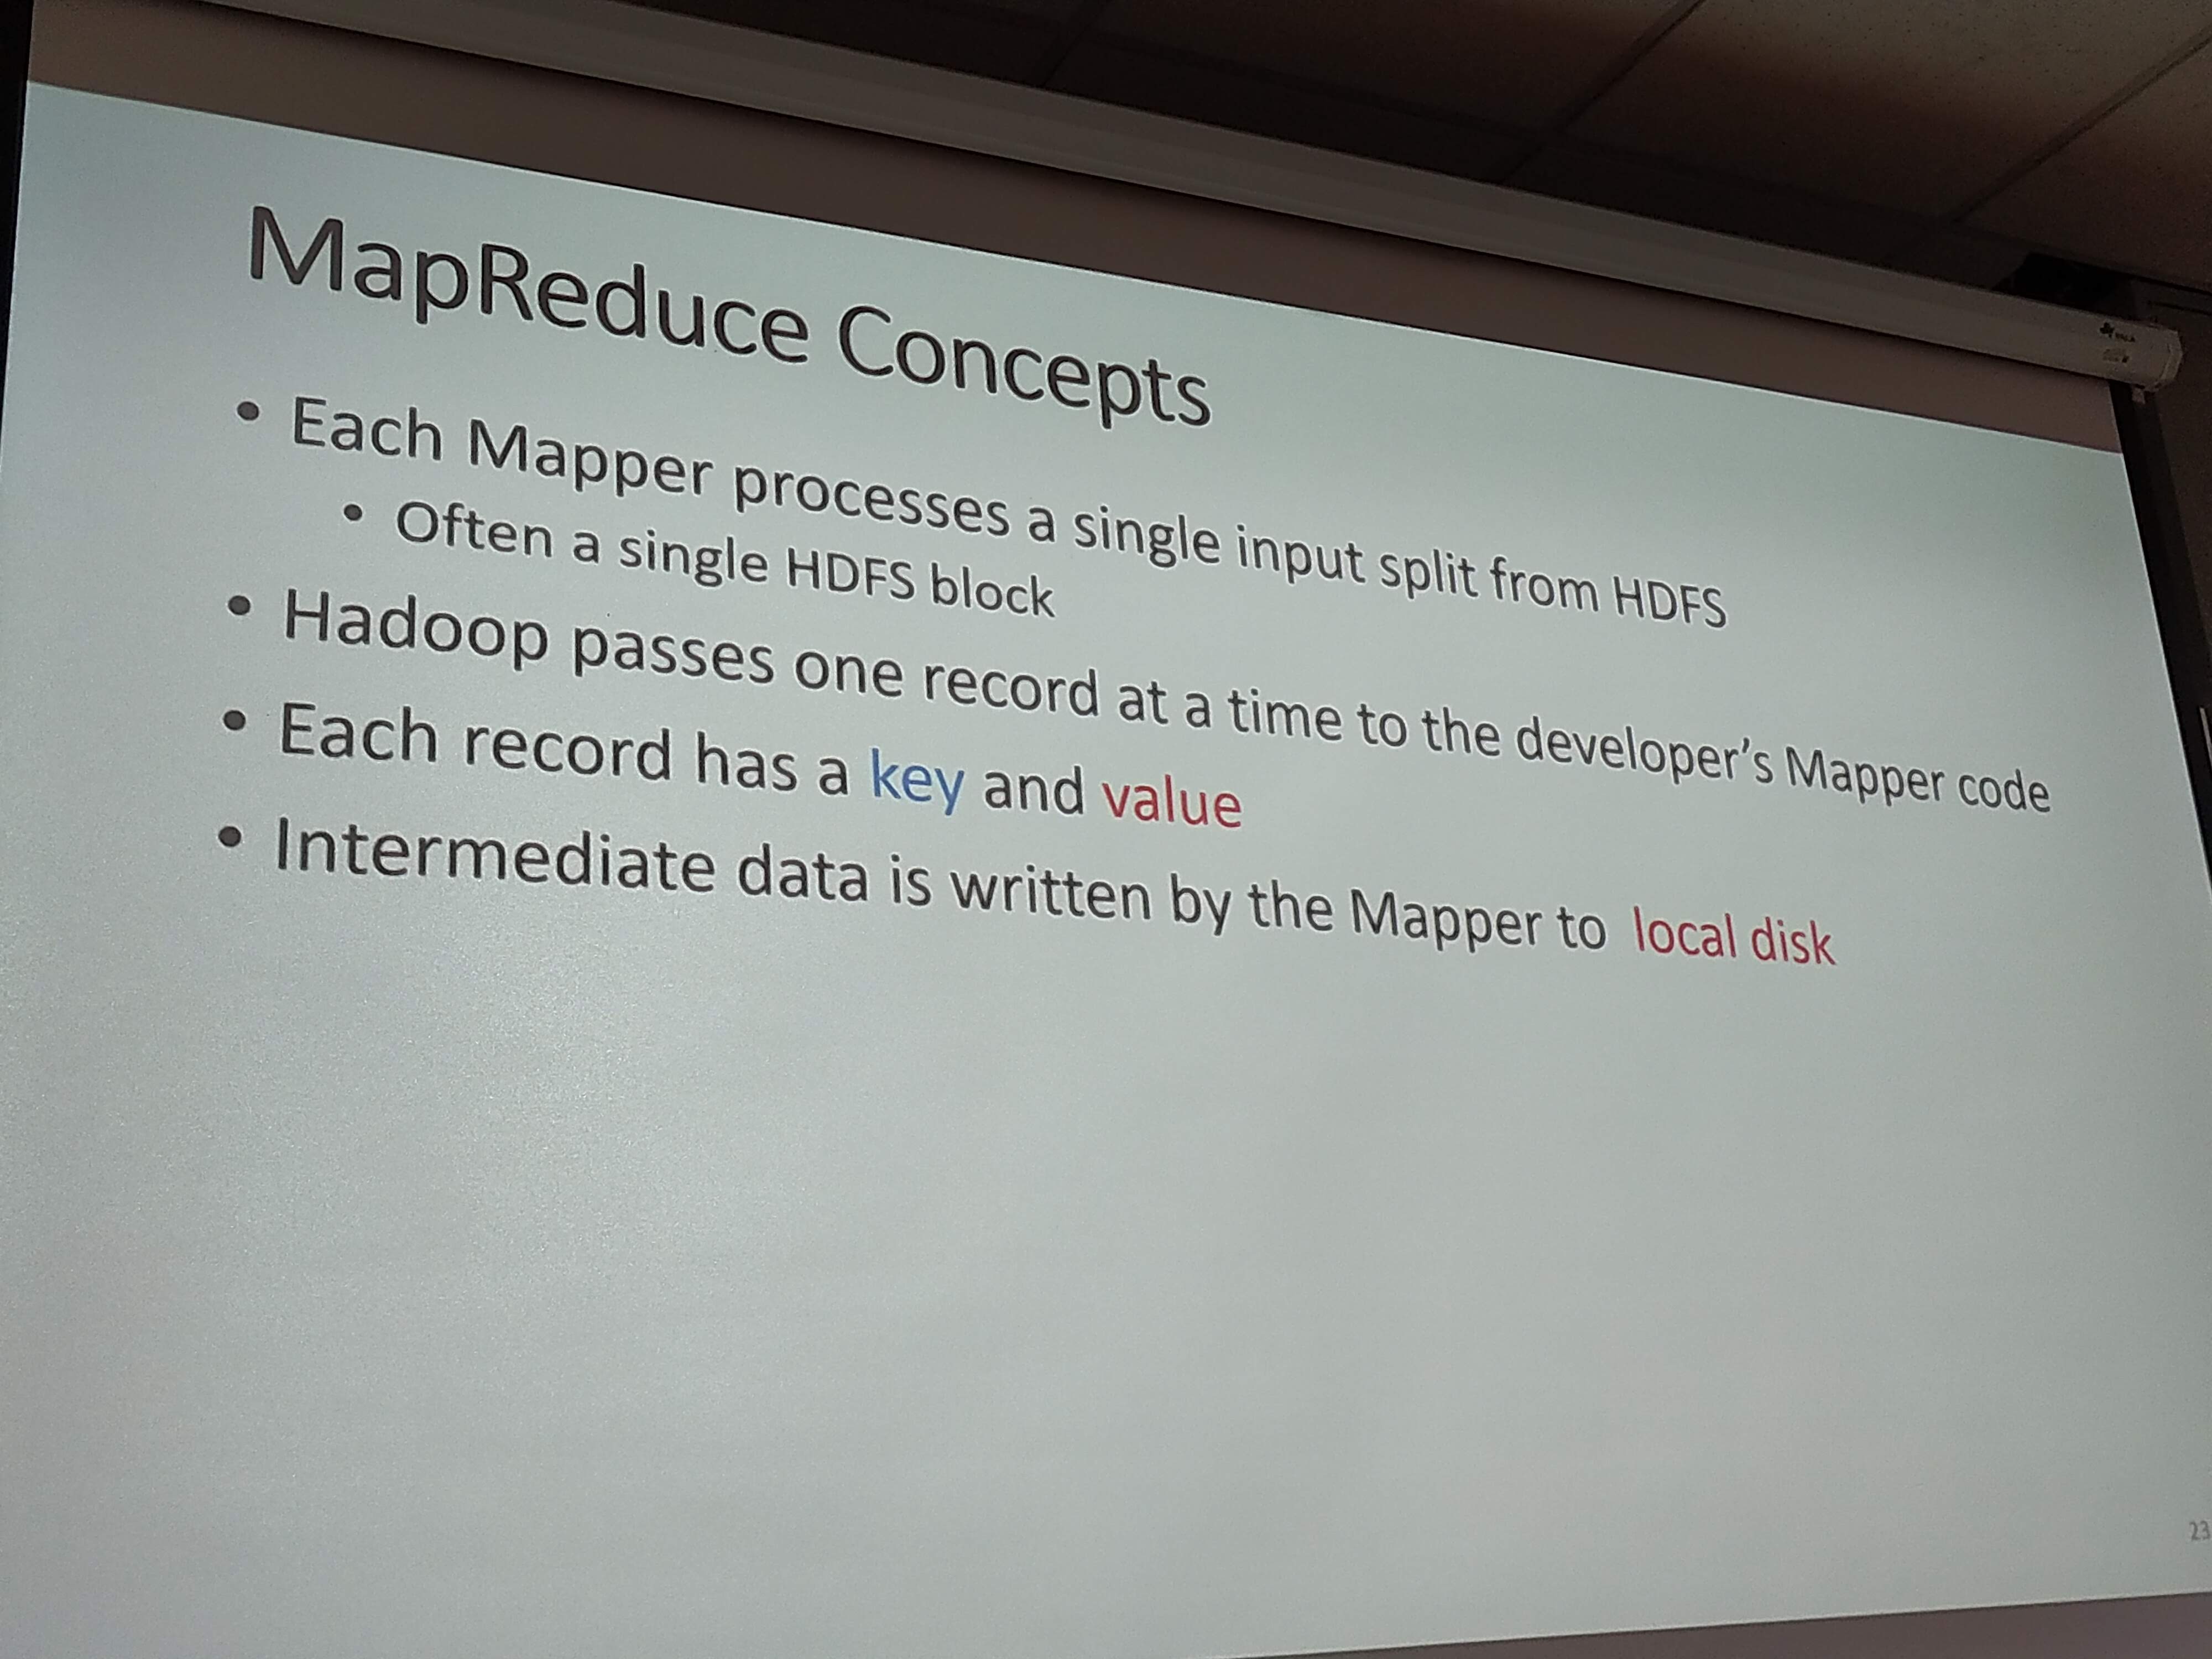 MapReduce Concepts
• Each Mapper processes a single input split from HDFS
• Often a single HDFS block
• Hadoop passes one record at a time to the developer’s Mapper code
• Each record has a key and value
• Intermediate data is written by the Mapper to local disk
23